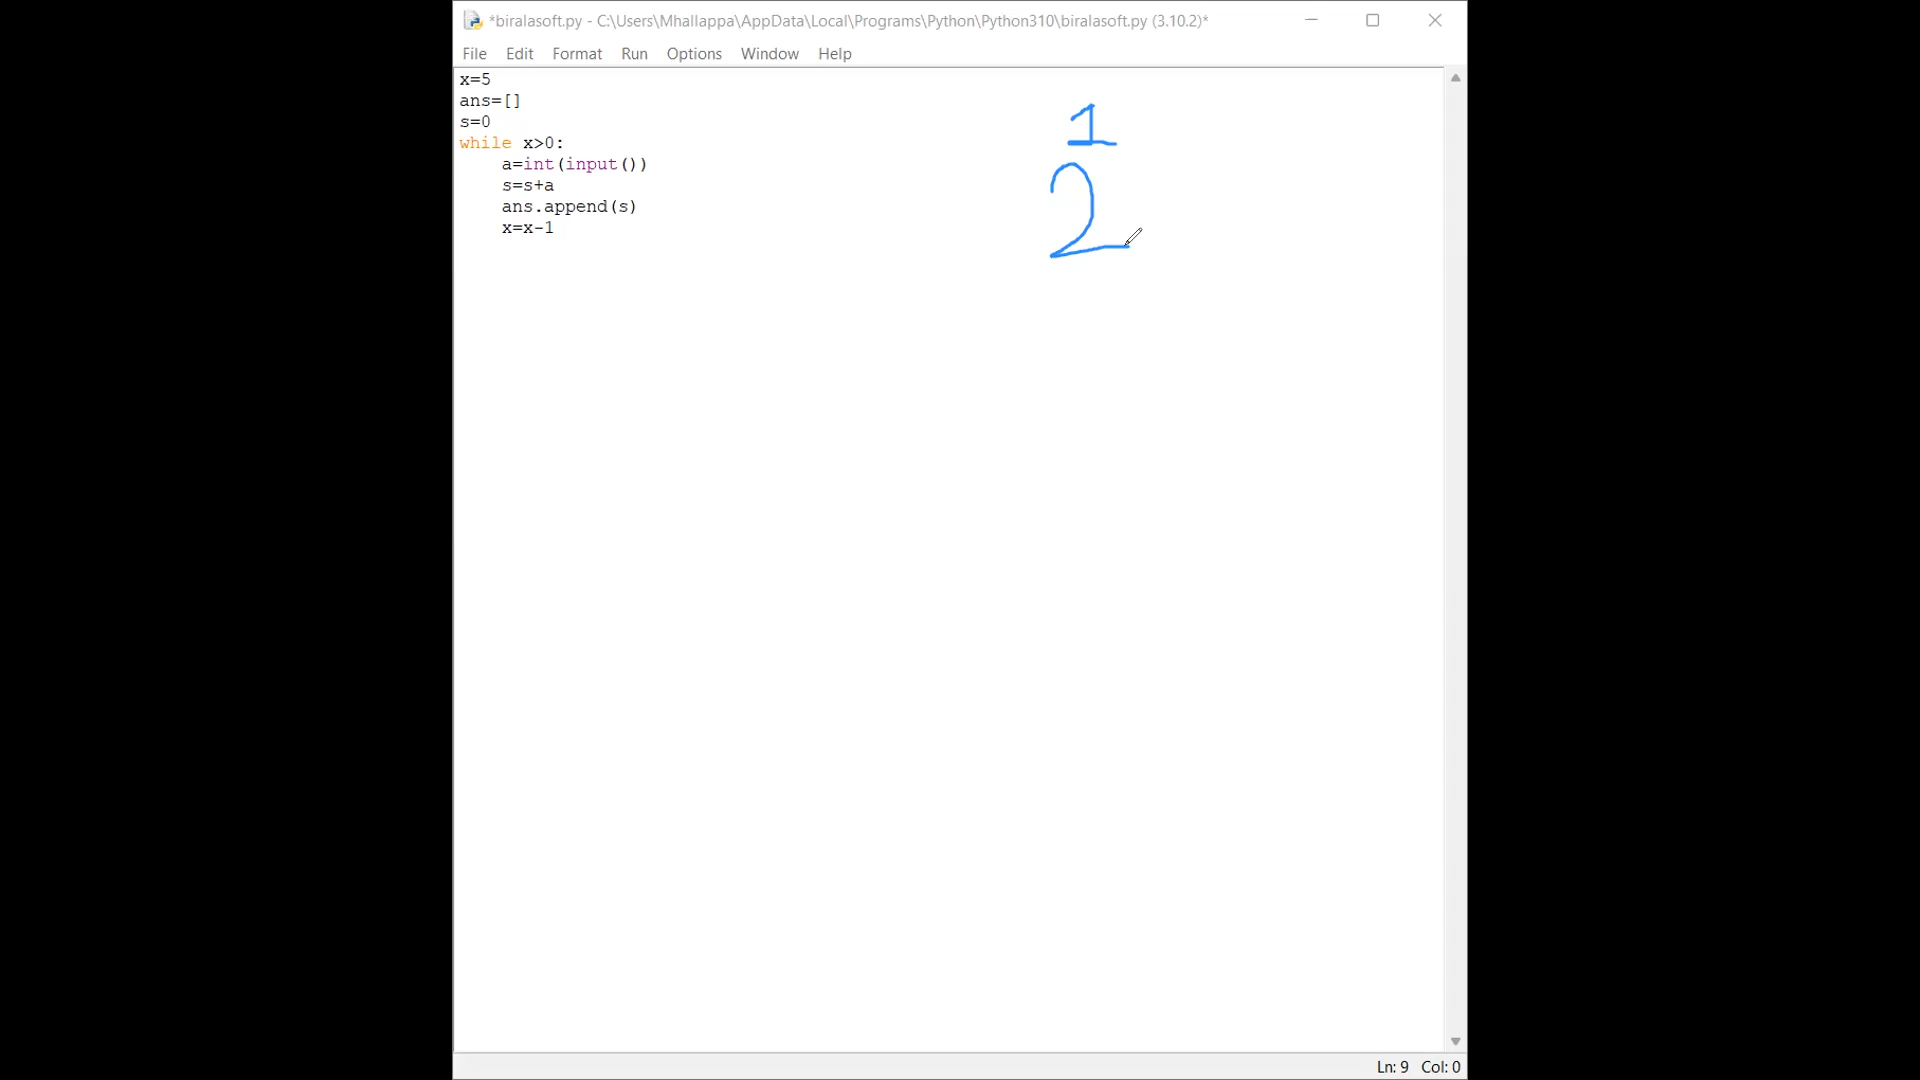 *biralasoft.py - C:\Users\Mhallappa\AppData\Local\Programs\Python\Python310\biralasoft.py (3.10.2)*
File Edit Format Run Options Window Help
x=5
ans=[]
s=0
while x>0:
    a=int(input())
    s=s+a
    ans.append(s)
    x=x-1
1
2
Ln: 9 Col: 0